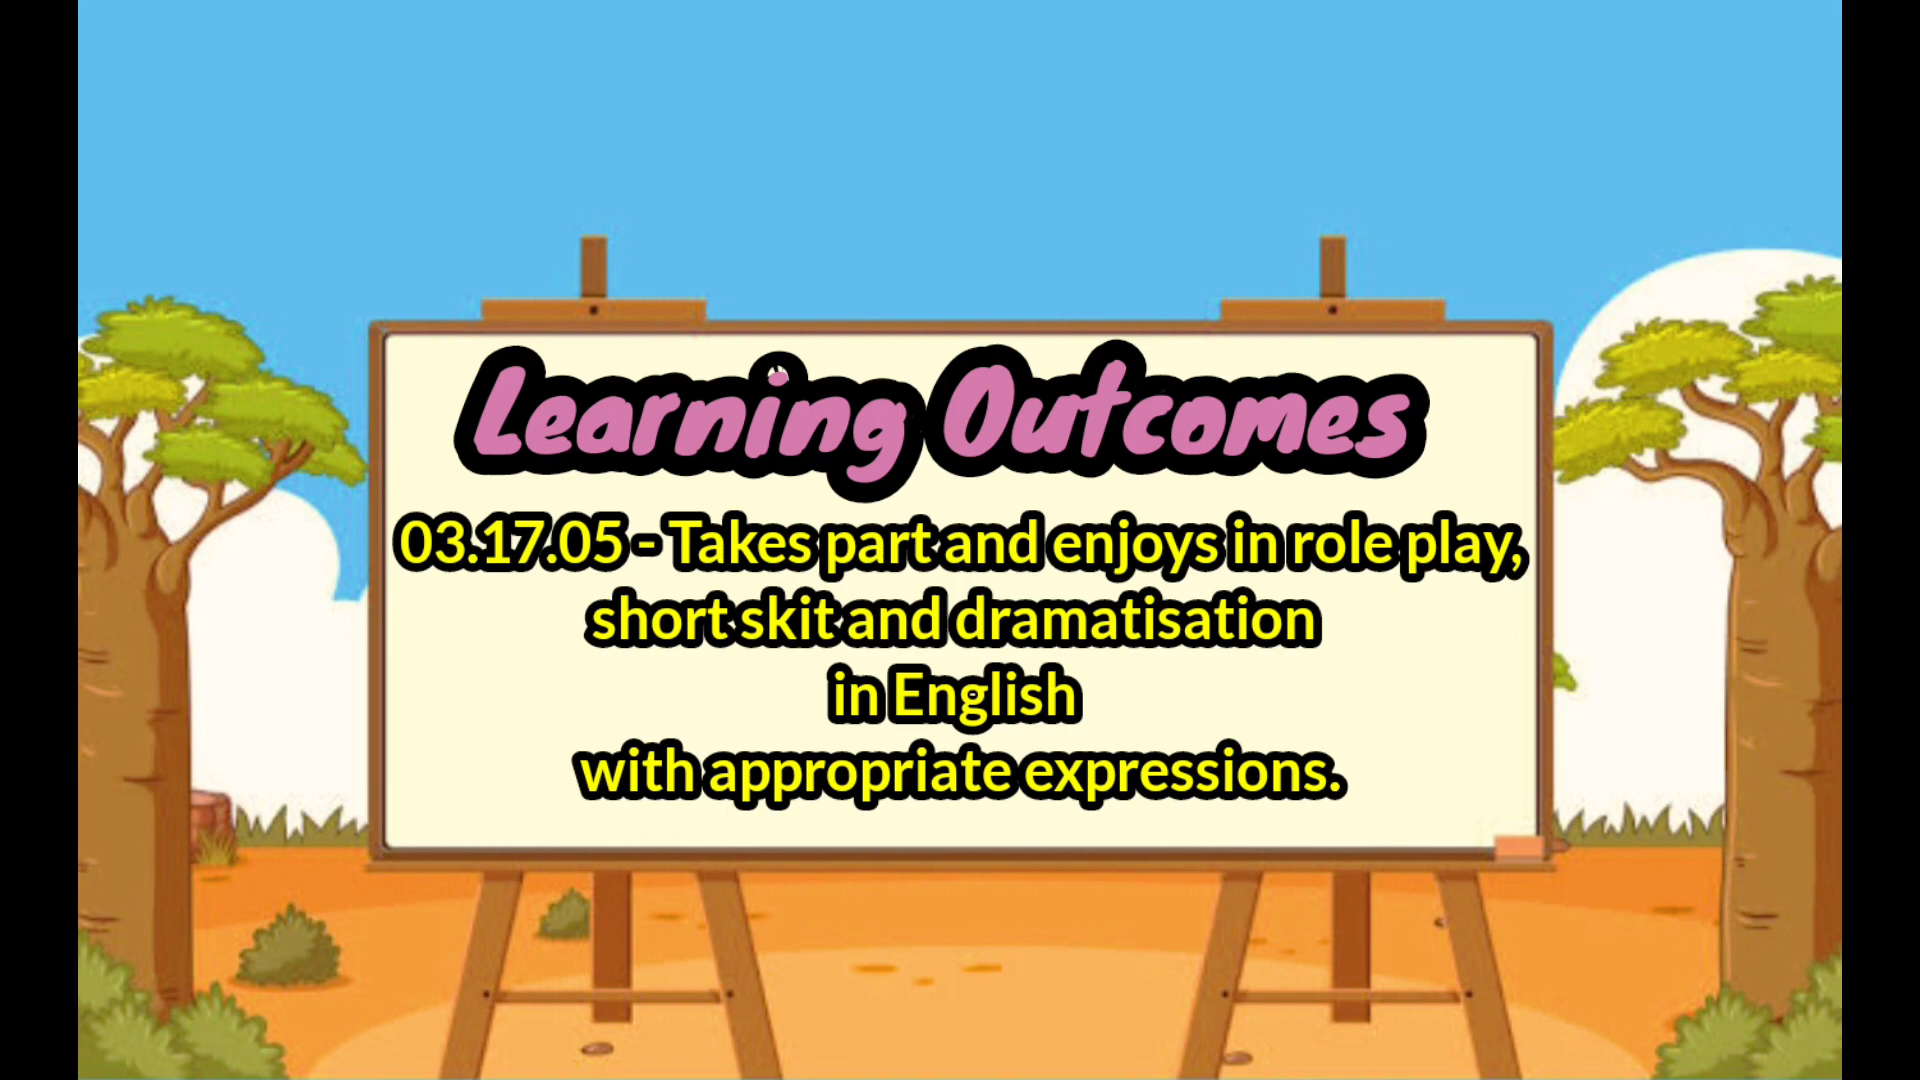 Learning Outcomes
03.17.05 - Takes part and enjoys in role play,
short skit and dramatisation
in English
with appropriate expressions.